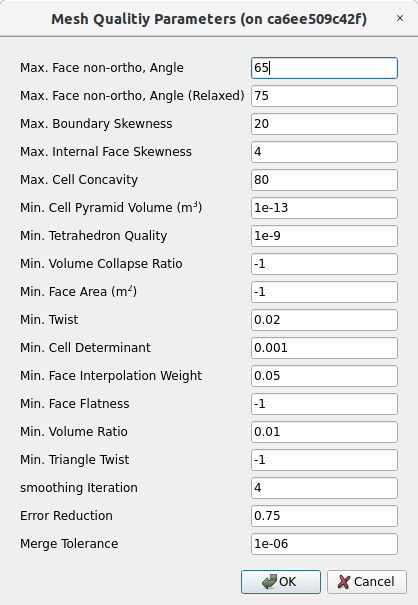 Mesh Qualitiy Parameters (on ca6ee509c42f)
×
Max. Face non-ortho, Angle 65
Max. Face non-ortho, Angle (Relaxed) 75
Max. Boundary Skewness 20
Max. Internal Face Skewness 4
Max. Cell Concavity 80
Min. Cell Pyramid Volume (m³) 1e-13
Min. Tetrahedron Quality 1e-9
Min. Volume Collapse Ratio -1
Min. Face Area (m²) -1
Min. Twist 0.02
Min. Cell Determinant 0.001
Min. Face Interpolation Weight 0.05
Min. Face Flatness -1
Min. Volume Ratio 0.01
Min. Triangle Twist -1
smoothing Iteration 4
Error Reduction 0.75
Merge Tolerance 1e-06
OK Cancel